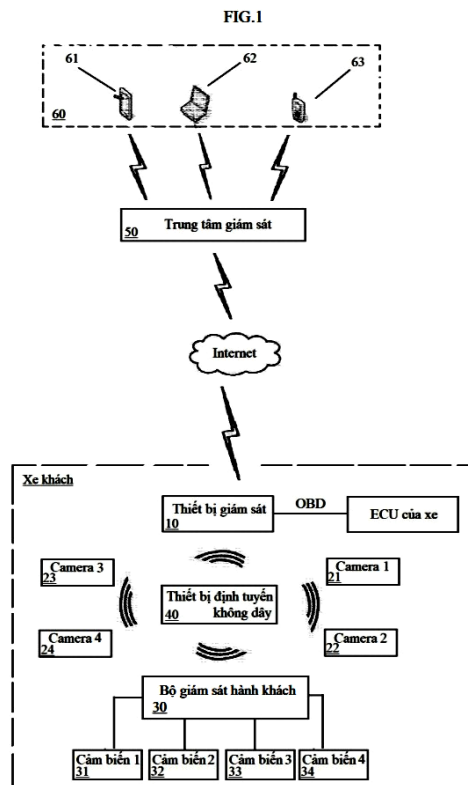 FIG.1
61
62
63
60
Trung tâm giám sát
50
Internet
Xe khách
Thiết bị giám sát
10
OBD
ECU của xe
Camera 3
23
Camera 1
21
Thiết bị định tuyến
40 không dây
Camera 4
24
Camera 2
22
Bộ giám sát hành khách
30
Cảm biến 1
31
Cảm biến 2
32
Cảm biến 3
33
Cảm biến 4
34